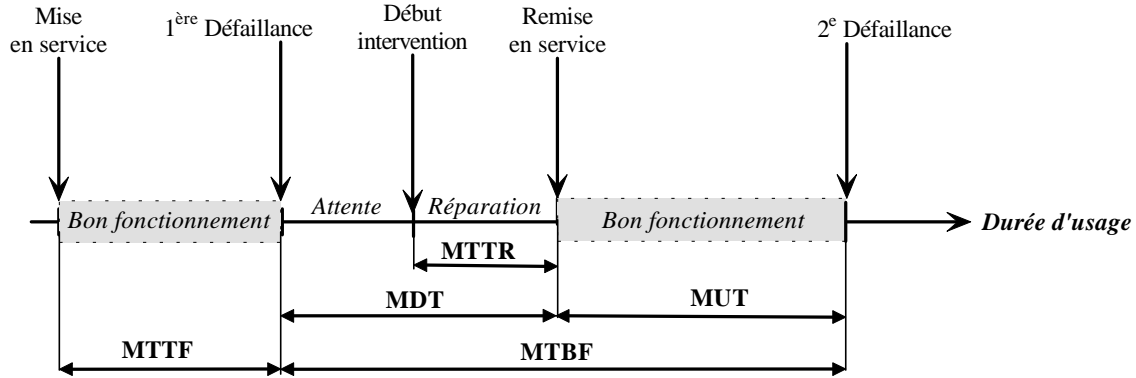 Mise
en service
1ère Défaillance
Début
intervention
Remise
en service
2e Défaillance
Bon fonctionnement
Attente
Réparation
Bon fonctionnement
Durée d'usage
MTTR
MDT
MUT
MTTF
MTBF